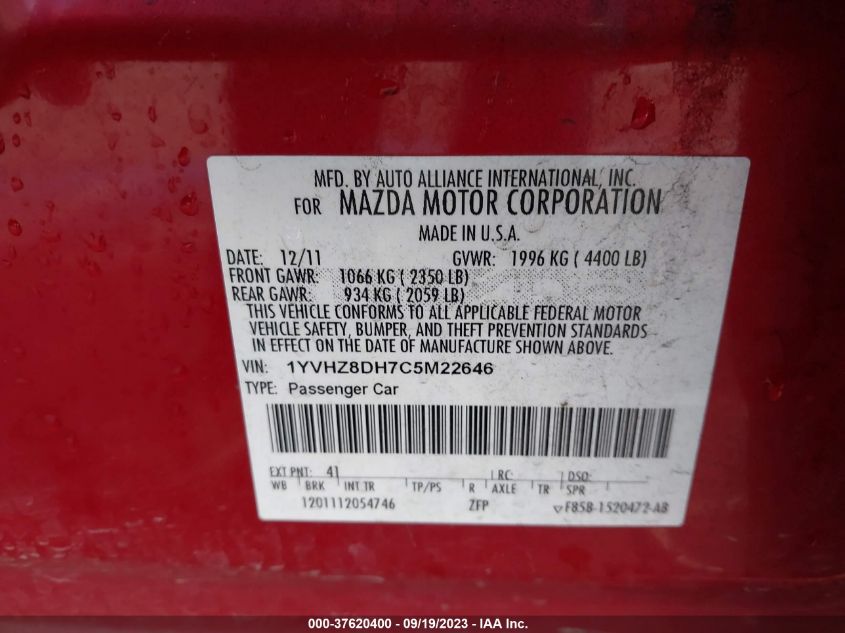 MFD. BY AUTO ALLIANCE INTERNATIONAL, INC.
FOR MAZDA MOTOR CORPORATION
MADE IN U.S.A.
DATE: 12/11 GVWR: 1996 KG ( 4400 LB)
FRONT GAWR: 1066 KG ( 2350 LB)
REAR GAWR: 934 KG ( 2059 LB)
THIS VEHICLE CONFORMS TO ALL APPLICABLE FEDERAL MOTOR
VEHICLE SAFETY, BUMPER, AND THEFT PREVENTION STANDARDS
IN EFFECT ON THE DATE OF MANUFACTURE SHOWN ABOVE.
VIN: 1YVHZ8DH7C5M22646
TYPE: Passenger Car
EXT PNT: 41 RC: DSO:
WB BRK INT TR TP/PS R AXLE TR SPR
1201112054746 ZFP F85B-1520472-AB
000-37620400 - 09/19/2023 - IAA Inc.